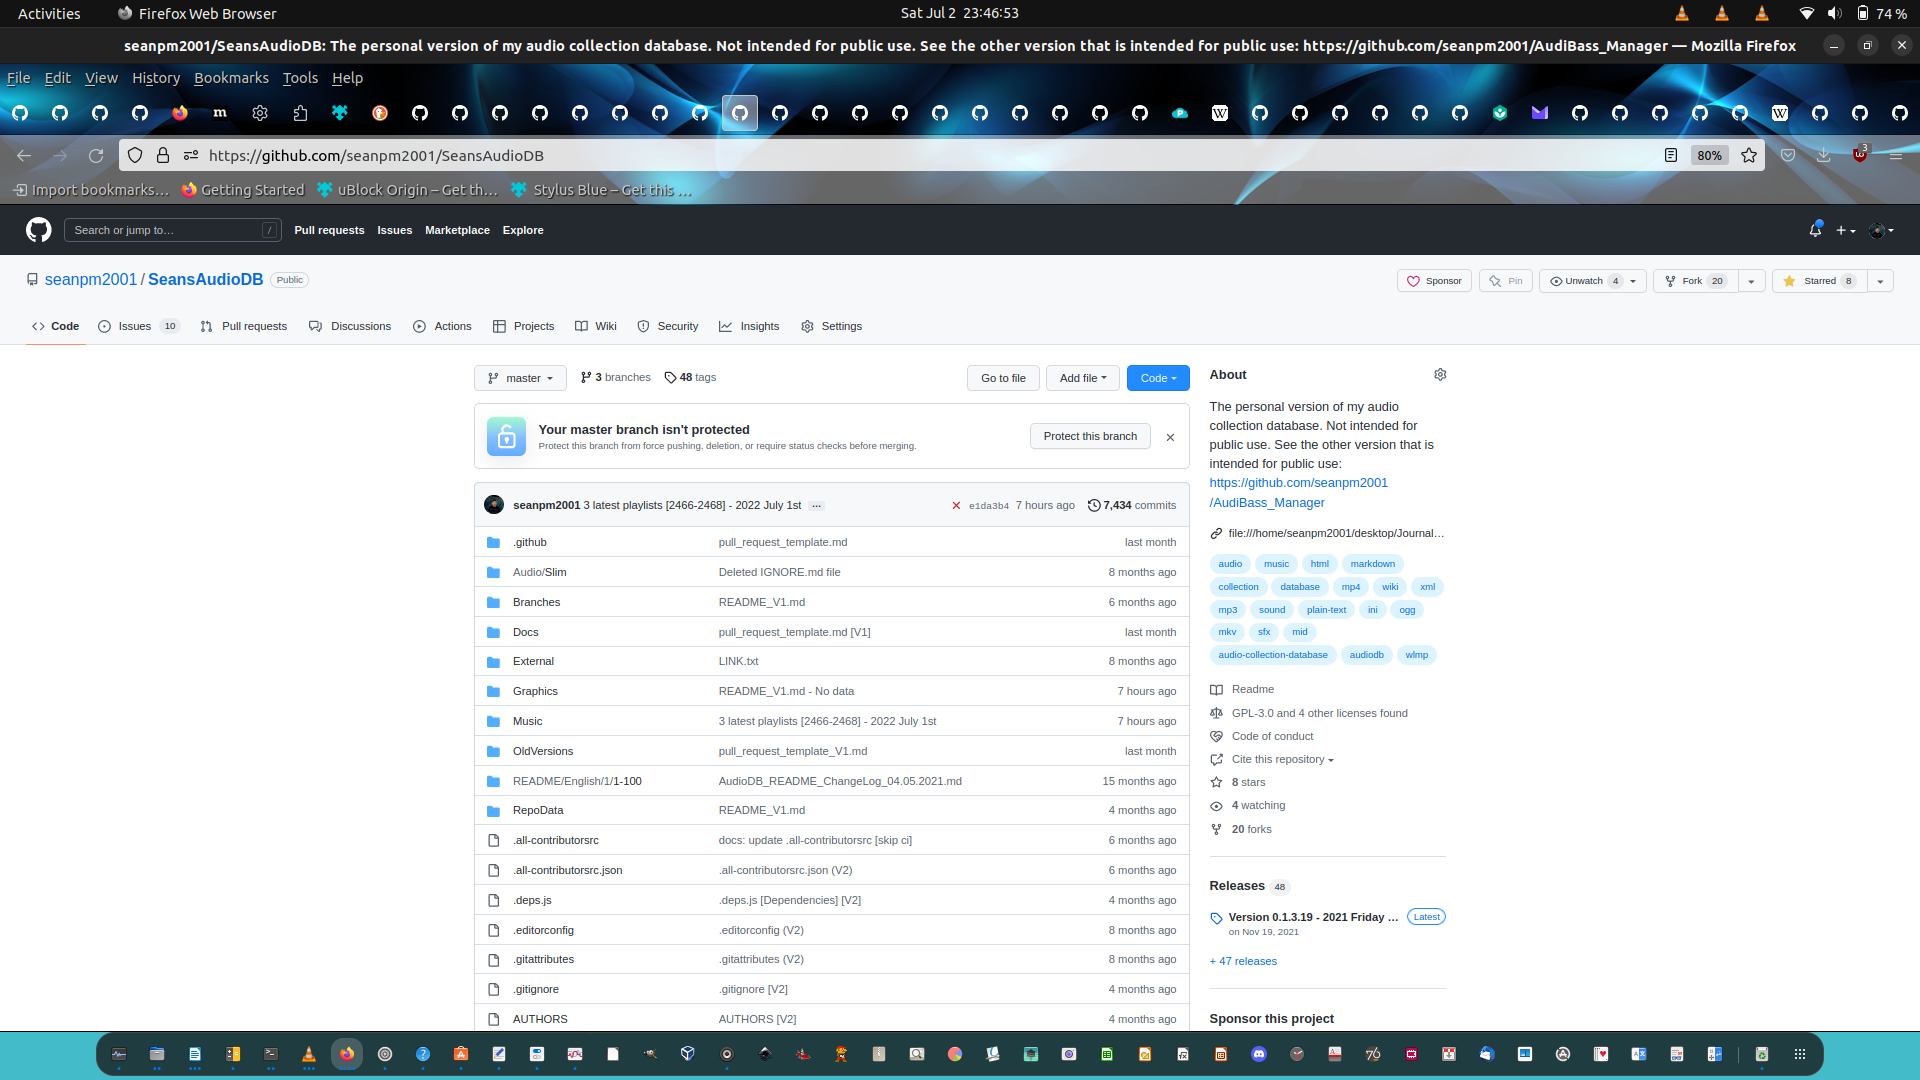 Activities
Firefox Web Browser
Sat Jul 2 23:46:53
74 %
seanpm2001/SeansAudioDB: The personal version of my audio collection database. Not intended for public use. See the other version that is intended for public use: https://github.com/seanpm2001/AudiBass_Manager — Mozilla Firefox
File Edit View History Bookmarks Tools Help
https://github.com/seanpm2001/SeansAudioDB
80%
3
Import bookmarks… Getting Started uBlock Origin – Get th… Stylus Blue – Get this …
Search or jump to… /
Pull requests Issues Marketplace Explore
seanpm2001 / SeansAudioDB Public
Sponsor Pin Unwatch 4 Fork 20 Starred 8
Code Issues 10 Pull requests Discussions Actions Projects Wiki Security Insights Settings
master 3 branches 48 tags
Go to file Add file Code
Your master branch isn't protected
Protect this branch from force pushing, deletion, or require status checks before merging.
Protect this branch
seanpm2001 3 latest playlists [2466-2468] - 2022 July 1st … e1da3b4 7 hours ago 7,434 commits
.github pull_request_template.md last month
Audio/Slim Deleted IGNORE.md file 8 months ago
Branches README_V1.md 6 months ago
Docs pull_request_template.md [V1] last month
External LINK.txt 8 months ago
Graphics README_V1.md - No data 7 hours ago
Music 3 latest playlists [2466-2468] - 2022 July 1st 7 hours ago
OldVersions pull_request_template_V1.md last month
README/English/1/1-100 AudioDB_README_ChangeLog_04.05.2021.md 15 months ago
RepoData README_V1.md 4 months ago
.all-contributorsrc docs: update .all-contributorsrc [skip ci] 6 months ago
.all-contributorsrc.json .all-contributorsrc.json (V2) 6 months ago
.deps.js .deps.js [Dependencies] [V2] 4 months ago
.editorconfig .editorconfig (V2) 8 months ago
.gitattributes .gitattributes (V2) 8 months ago
.gitignore .gitignore [V2] 4 months ago
AUTHORS AUTHORS [V2] 4 months ago
About
The personal version of my audio
collection database. Not intended for
public use. See the other version that is
intended for public use:
https://github.com/seanpm2001
/AudiBass_Manager
file:///home/seanpm2001/desktop/Journal…
audio music html markdown
collection database mp4 wiki xml
mp3 sound plain-text ini ogg
mkv sfx mid
audio-collection-database audiodb wlmp
Readme
GPL-3.0 and 4 other licenses found
Code of conduct
Cite this repository
8 stars
4 watching
20 forks
Releases 48
Version 0.1.3.19 - 2021 Friday … Latest
on Nov 19, 2021
+ 47 releases
Sponsor this project